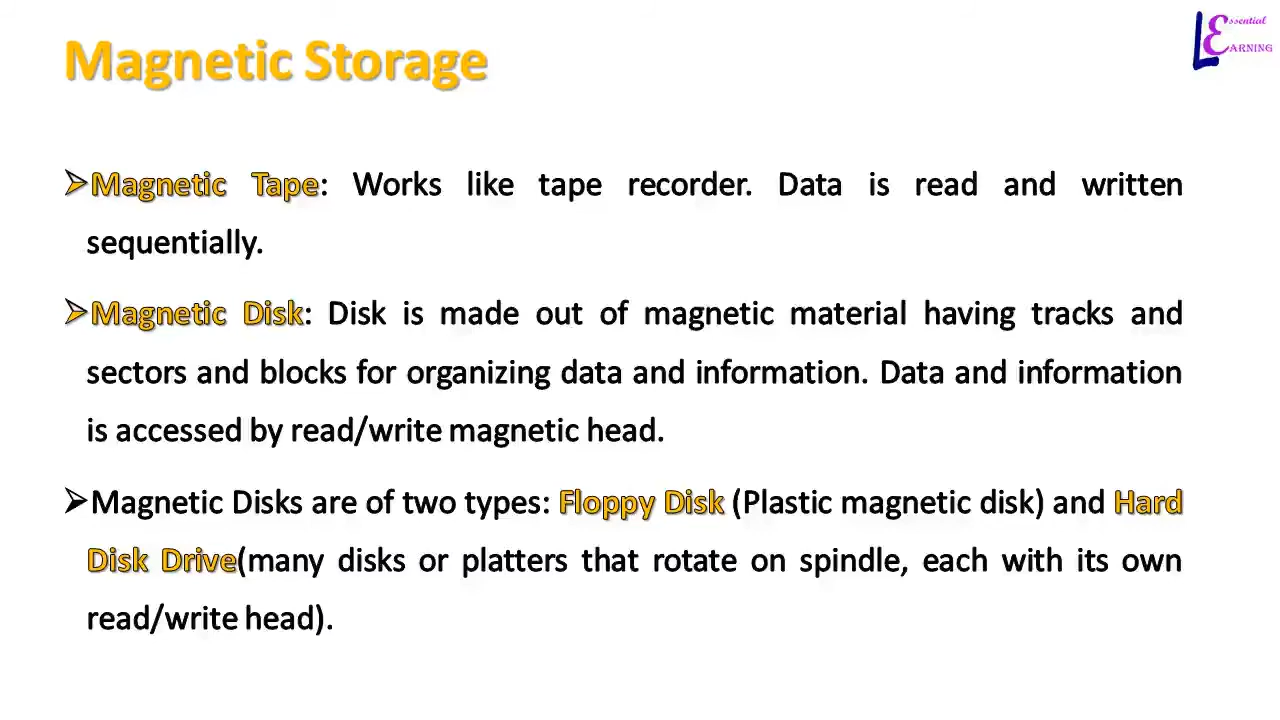 Magnetic Storage
Essential
LEARNING
➢Magnetic Tape: Works like tape recorder. Data is read and written
sequentially.
➢Magnetic Disk: Disk is made out of magnetic material having tracks and
sectors and blocks for organizing data and information. Data and information
is accessed by read/write magnetic head.
➢Magnetic Disks are of two types: Floppy Disk (Plastic magnetic disk) and Hard
Disk Drive(many disks or platters that rotate on spindle, each with its own
read/write head).